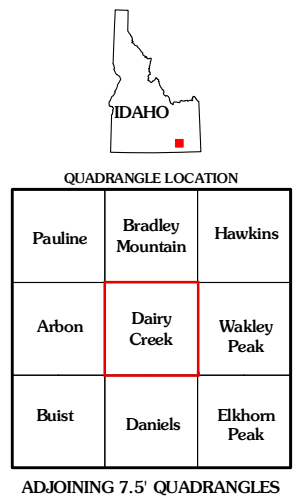 IDAHO
QUADRANGLE LOCATION
Pauline
Bradley
Mountain
Hawkins
Arbon
Dairy
Creek
Wakley
Peak
Buist
Daniels
Elkhorn
Peak
ADJOINING 7.5' QUADRANGLES